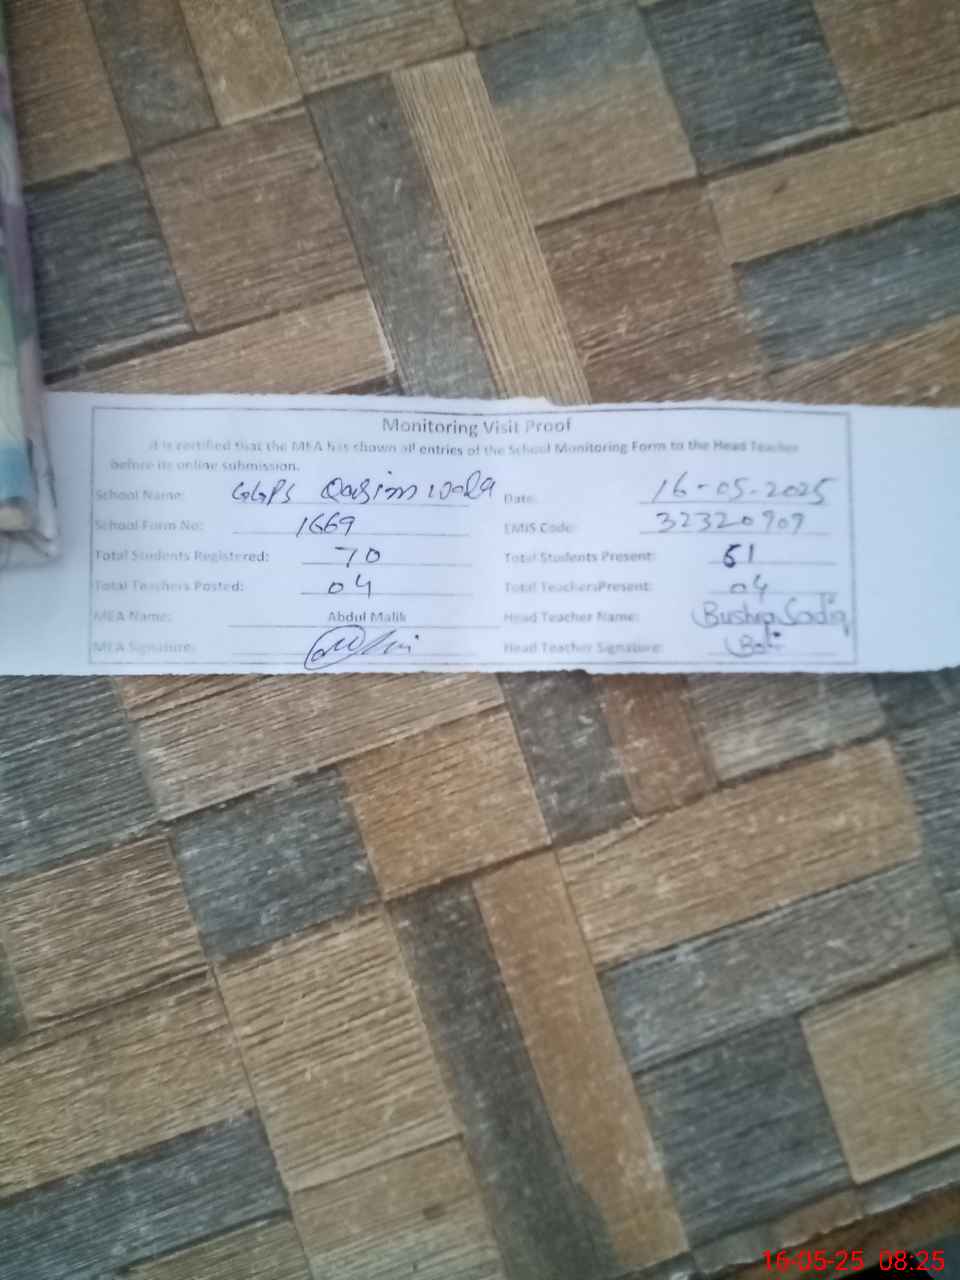 Monitoring Visit Proof
It is certified that the MEA has shown all entries of the School Monitoring Form to the Head Teacher
before its online submission.
School Name: GGPS Qasim wala Date: 16-05-2025
School Form No: 1669 EMIS Code: 32320909
Total Students Registered: 70 Total Students Present: 51
Total Teachers Posted: 04 Total TeachersPresent: 04
MEA Name: Abdul Malik Head Teacher Name: Bushra Sadiq
MEA Signature: Head Teacher Signature:
16-05-25 08:25